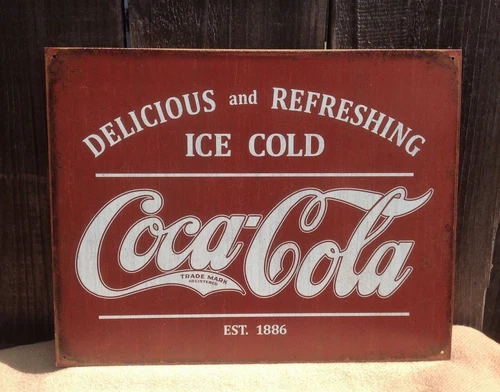 DELICIOUS and REFRESHING
ICE COLD
Coca-Cola
TRADE MARK
REGISTERED
EST. 1886